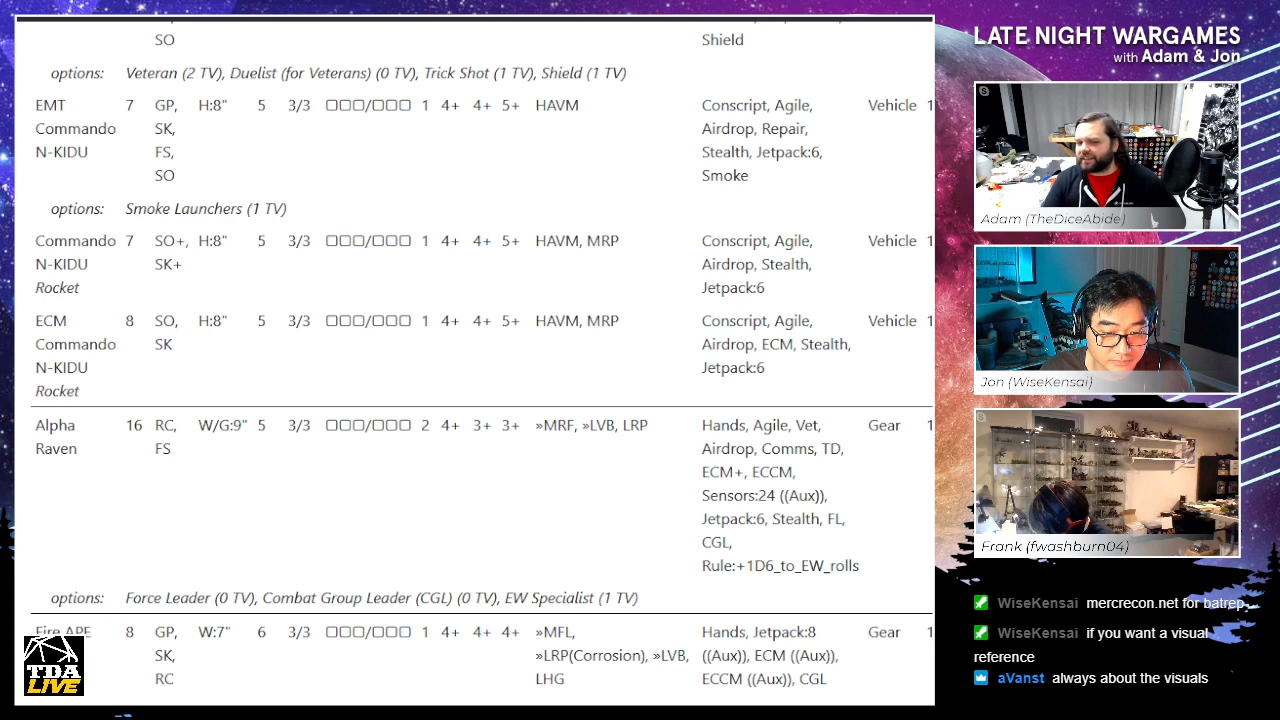 SO Shield
options: Veteran (2 TV), Duelist (for Veterans) (0 TV), Trick Shot (1 TV), Shield (1 TV)
EMT 7 GP, H:8" 5 3/3 □□□/□□□ 1 4+ 4+ 5+ HAVM Conscript, Agile, Vehicle 1
Commando SK, Airdrop, Repair,
N-KIDU FS, Stealth, Jetpack:6,
SO Smoke
options: Smoke Launchers (1 TV)
Commando 7 SO+, H:8" 5 3/3 □□□/□□□ 1 4+ 4+ 5+ HAVM, MRP Conscript, Agile, Vehicle 1
N-KIDU SK+ Airdrop, Stealth,
Rocket Jetpack:6
ECM 8 SO, H:8" 5 3/3 □□□/□□□ 1 4+ 4+ 5+ HAVM, MRP Conscript, Agile, Vehicle 1
Commando SK Airdrop, ECM, Stealth,
N-KIDU Jetpack:6
Rocket
Alpha 16 RC, W/G:9" 5 3/3 □□□/□□□ 2 4+ 3+ 3+ »MRF, »LVB, LRP Hands, Agile, Vet, Gear 1
Raven FS Airdrop, Comms, TD,
ECM+, ECCM,
Sensors:24 ((Aux)),
Jetpack:6, Stealth, FL,
CGL,
Rule:+1D6_to_EW_rolls
options: Force Leader (0 TV), Combat Group Leader (CGL) (0 TV), EW Specialist (1 TV)
Fire APE 8 GP, W:7" 6 3/3 □□□/□□□ 1 4+ 4+ 4+ »MFL, Hands, Jetpack:8 Gear 1
SK, »LRP(Corrosion), »LVB, ((Aux)), ECM ((Aux)),
RC LHG ECCM ((Aux)), CGL
TDA
LIVE
LATE NIGHT WARGAMES
with Adam & Jon
Adam (TheDiceAbide)
Jon (WiseKensai)
Frank (fwashburn04)
WiseKensai mercrecon.net for batrep
WiseKensai if you want a visual
reference
aVanst always about the visuals